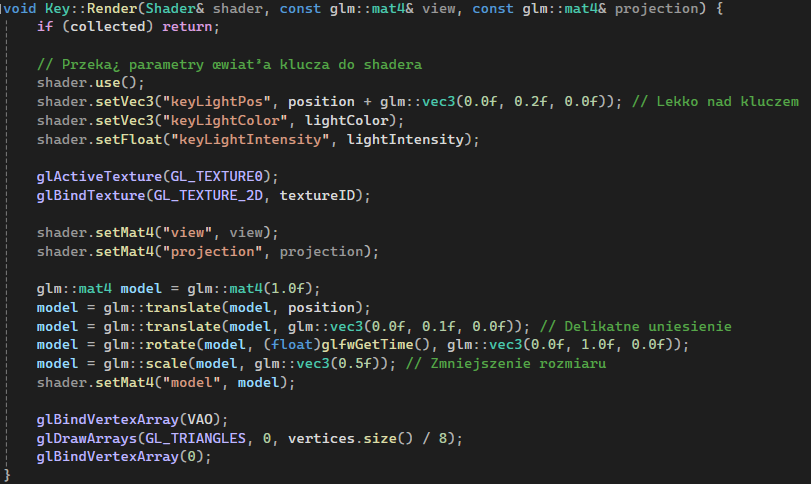 void Key::Render(Shader& shader, const glm::mat4& view, const glm::mat4& projection) {
    if (collected) return;

    // Przeka¿ parametry œwiat³a klucza do shadera
    shader.use();
    shader.setVec3("keyLightPos", position + glm::vec3(0.0f, 0.2f, 0.0f)); // Lekko nad kluczem
    shader.setVec3("keyLightColor", lightColor);
    shader.setFloat("keyLightIntensity", lightIntensity);

    glActiveTexture(GL_TEXTURE0);
    glBindTexture(GL_TEXTURE_2D, textureID);

    shader.setMat4("view", view);
    shader.setMat4("projection", projection);

    glm::mat4 model = glm::mat4(1.0f);
    model = glm::translate(model, position);
    model = glm::translate(model, glm::vec3(0.0f, 0.1f, 0.0f)); // Delikatne uniesienie
    model = glm::rotate(model, (float)glfwGetTime(), glm::vec3(0.0f, 1.0f, 0.0f));
    model = glm::scale(model, glm::vec3(0.5f)); // Zmniejszenie rozmiaru
    shader.setMat4("model", model);

    glBindVertexArray(VAO);
    glDrawArrays(GL_TRIANGLES, 0, vertices.size() / 8);
    glBindVertexArray(0);
}